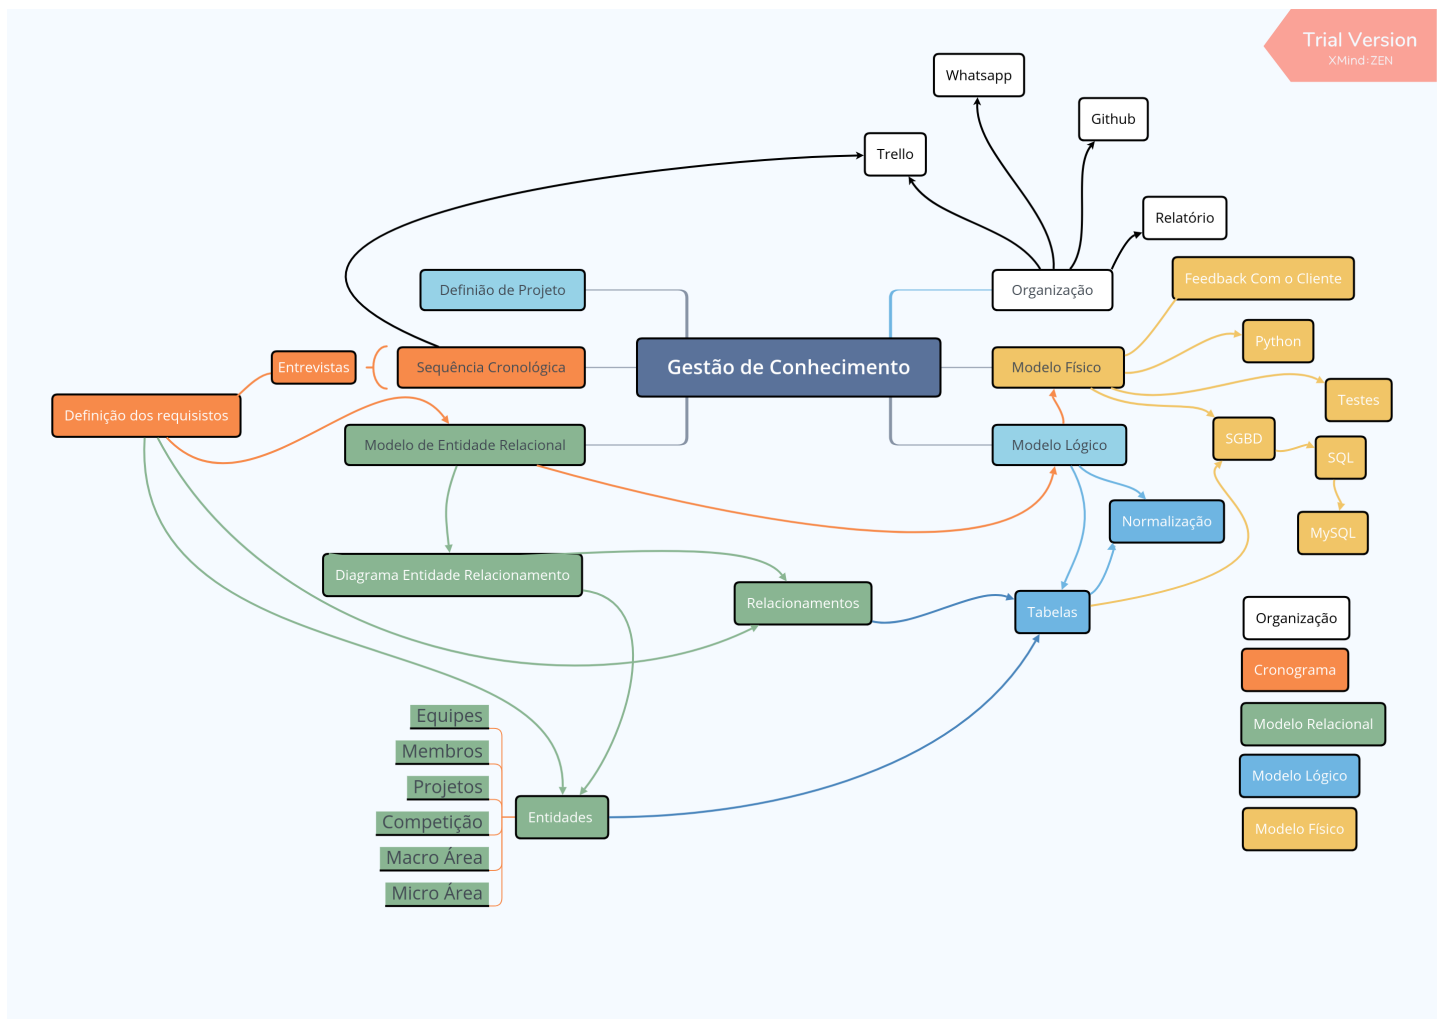 Trial Version
XMind:ZEN
Whatsapp
Github
Trello
Relatório
Definião de Projeto
Organização
Feedback Com o Cliente
Python
Entrevistas
Sequência Cronológica
Gestão de Conhecimento
Modelo Físico
Testes
Definição dos requisistos
Modelo de Entidade Relacional
Modelo Lógico
SGBD
SQL
Normalização
MySQL
Diagrama Entidade Relacionamento
Relacionamentos
Tabelas
Organização
Cronograma
Modelo Relacional
Modelo Lógico
Modelo Físico
Equipes
Membros
Projetos
Competição
Macro Área
Micro Área
Entidades